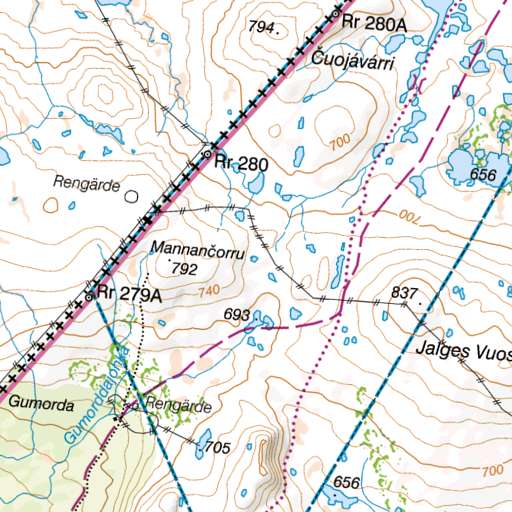 794
Rr 280A
Čuojávárri
700
Rr 280
656
Rengärde
700
Mannančorru
792
740
837
Rr 279A
693
Jalges Vuos
Gumorddajohka
Gumorda
Rengärde
705
700
656